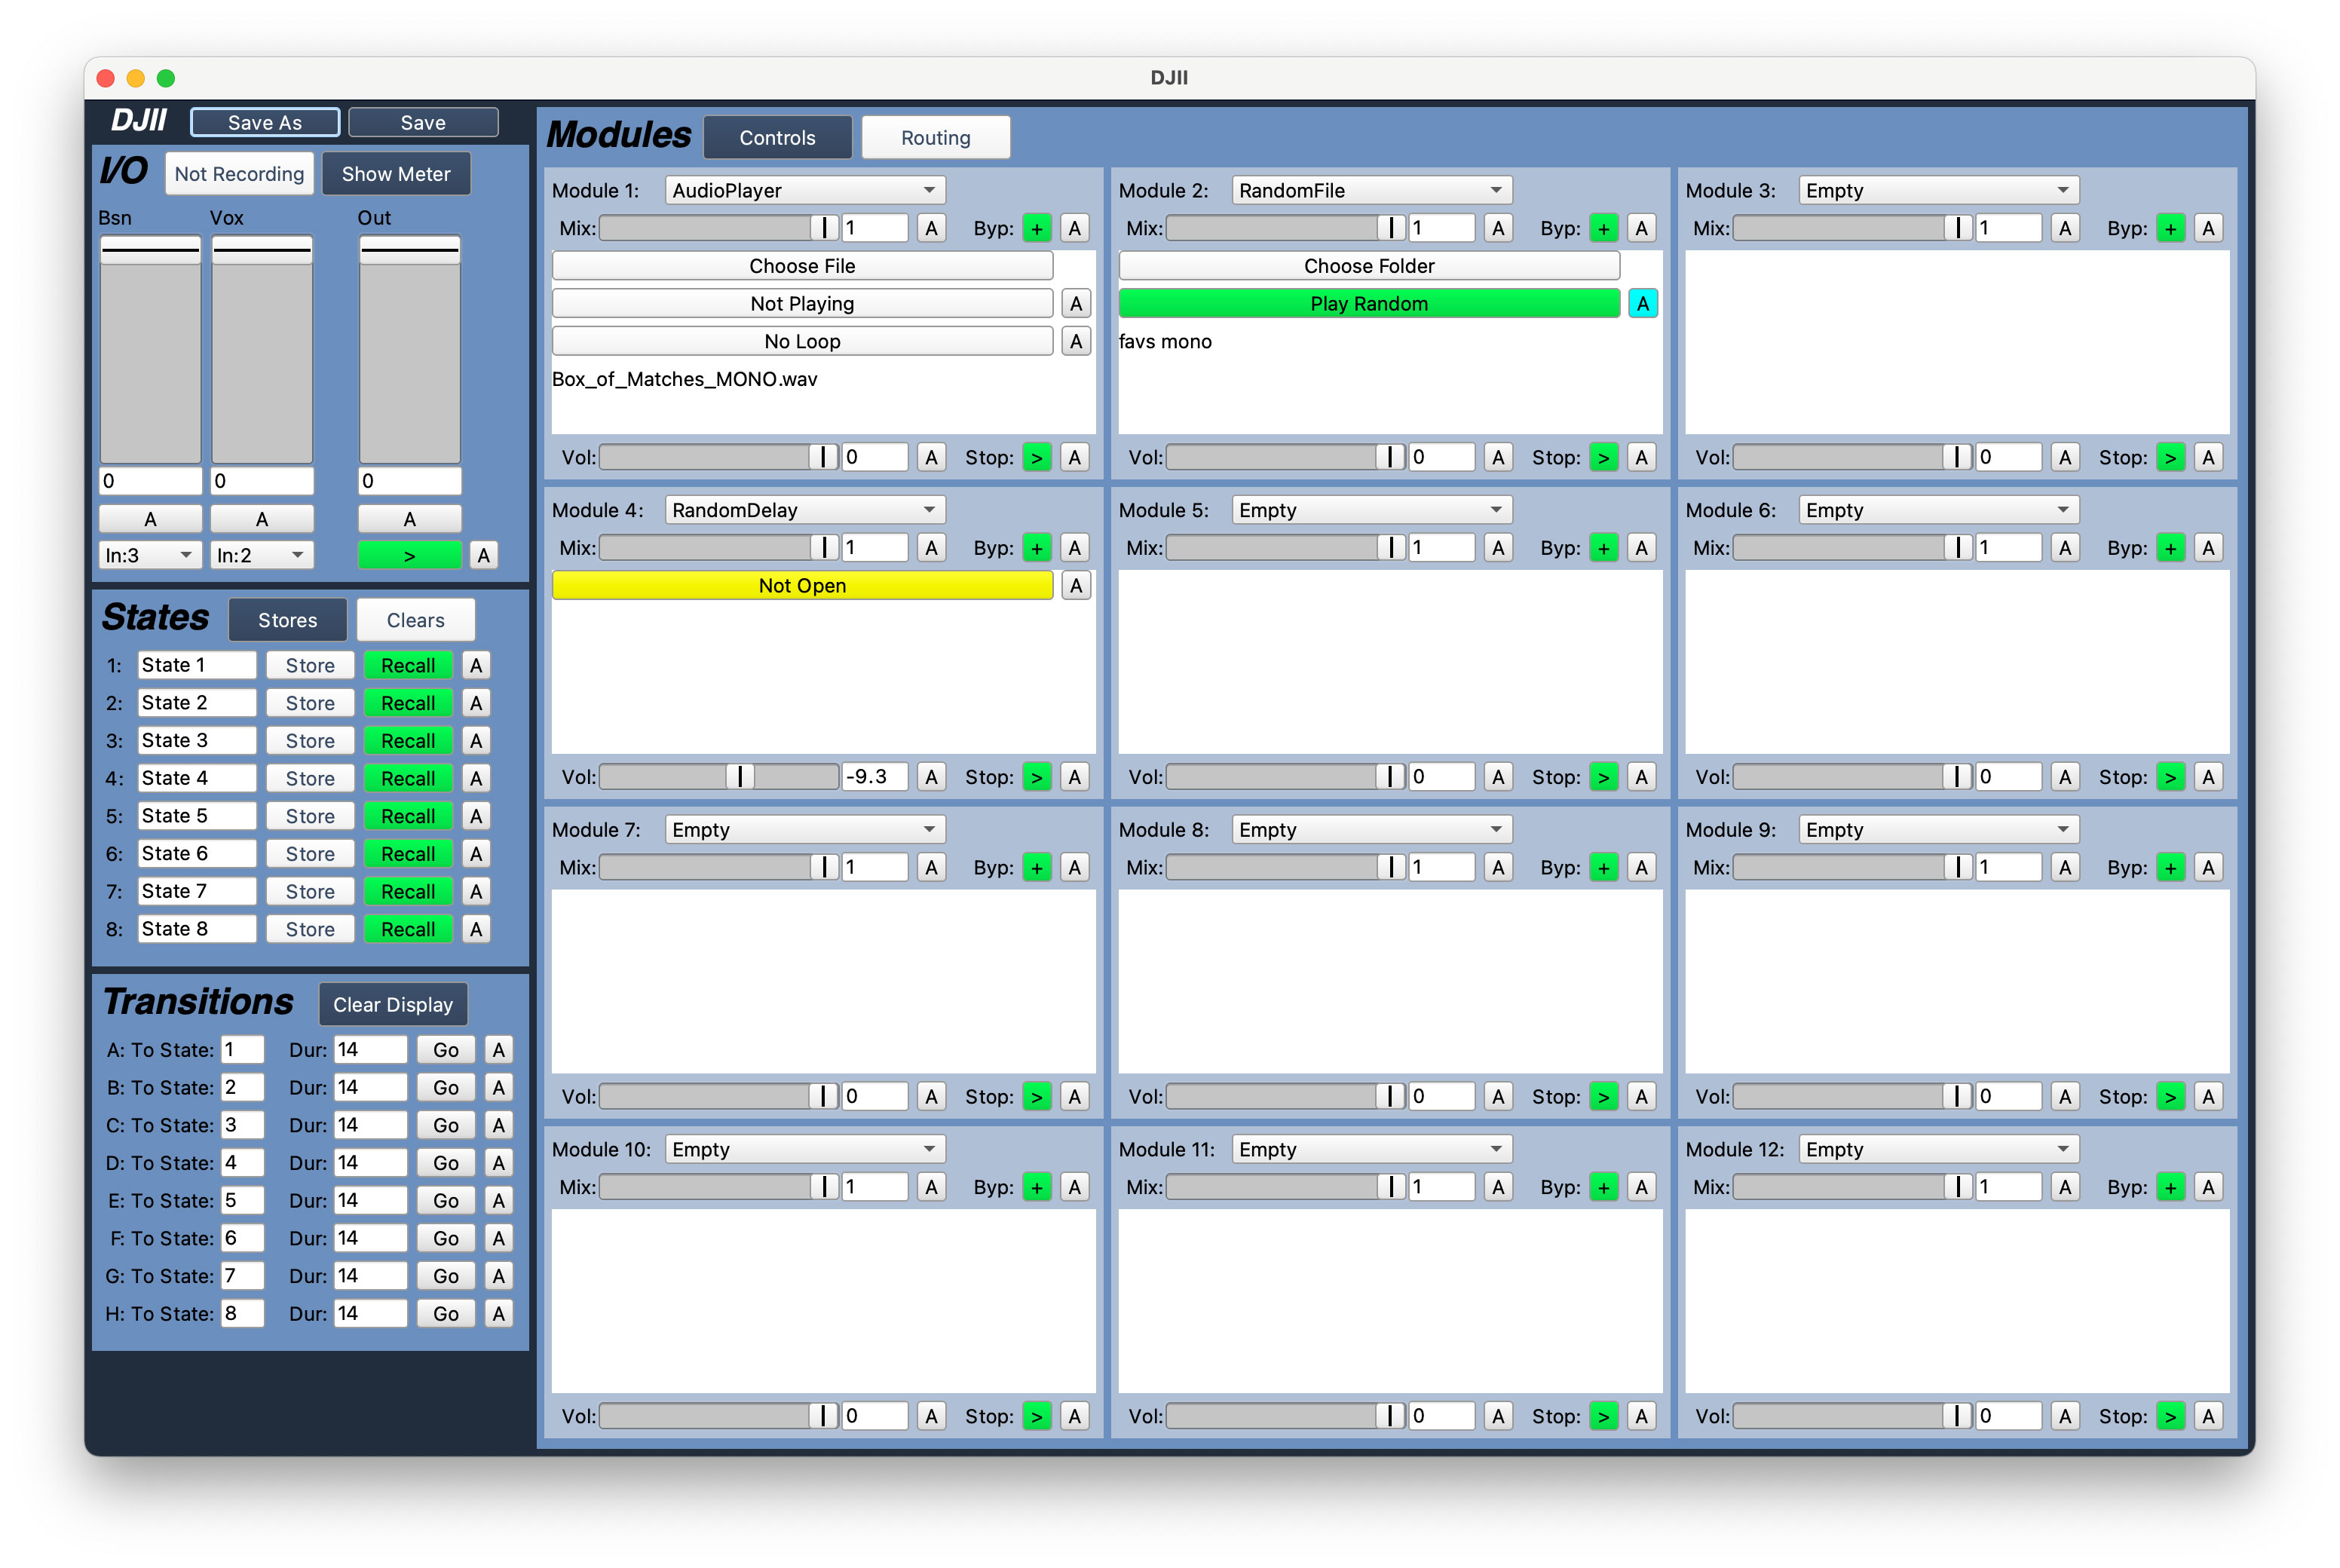 DJII
DJII Save As Save
I/O Not Recording Show Meter
Bsn Vox Out
0 0 0
A A A
In:3 In:2 > A
States Stores Clears
1: State 1 Store Recall A
2: State 2 Store Recall A
3: State 3 Store Recall A
4: State 4 Store Recall A
5: State 5 Store Recall A
6: State 6 Store Recall A
7: State 7 Store Recall A
8: State 8 Store Recall A
Transitions Clear Display
A: To State: 1 Dur: 14 Go A
B: To State: 2 Dur: 14 Go A
C: To State: 3 Dur: 14 Go A
D: To State: 4 Dur: 14 Go A
E: To State: 5 Dur: 14 Go A
F: To State: 6 Dur: 14 Go A
G: To State: 7 Dur: 14 Go A
H: To State: 8 Dur: 14 Go A
Modules Controls Routing
Module 1: AudioPlayer
Mix: 1 A Byp: + A
Choose File
Not Playing A
No Loop A
Box_of_Matches_MONO.wav
Vol: 0 A Stop: > A
Module 2: RandomFile
Mix: 1 A Byp: + A
Choose Folder
Play Random A
favs mono
Vol: 0 A Stop: > A
Module 3: Empty
Mix: 1 A Byp: + A
Vol: 0 A Stop: > A
Module 4: RandomDelay
Mix: 1 A Byp: + A
Not Open A
Vol: -9.3 A Stop: > A
Module 5: Empty
Mix: 1 A Byp: + A
Vol: 0 A Stop: > A
Module 6: Empty
Mix: 1 A Byp: + A
Vol: 0 A Stop: > A
Module 7: Empty
Mix: 1 A Byp: + A
Vol: 0 A Stop: > A
Module 8: Empty
Mix: 1 A Byp: + A
Vol: 0 A Stop: > A
Module 9: Empty
Mix: 1 A Byp: + A
Vol: 0 A Stop: > A
Module 10: Empty
Mix: 1 A Byp: + A
Vol: 0 A Stop: > A
Module 11: Empty
Mix: 1 A Byp: + A
Vol: 0 A Stop: > A
Module 12: Empty
Mix: 1 A Byp: + A
Vol: 0 A Stop: > A